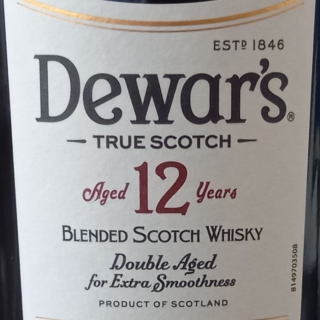 ESTD 1846
Dewar's®
TRUE SCOTCH
Aged 12 Years
BLENDED SCOTCH WHISKY
Double Aged
for Extra Smoothness
PRODUCT OF SCOTLAND
8149703508